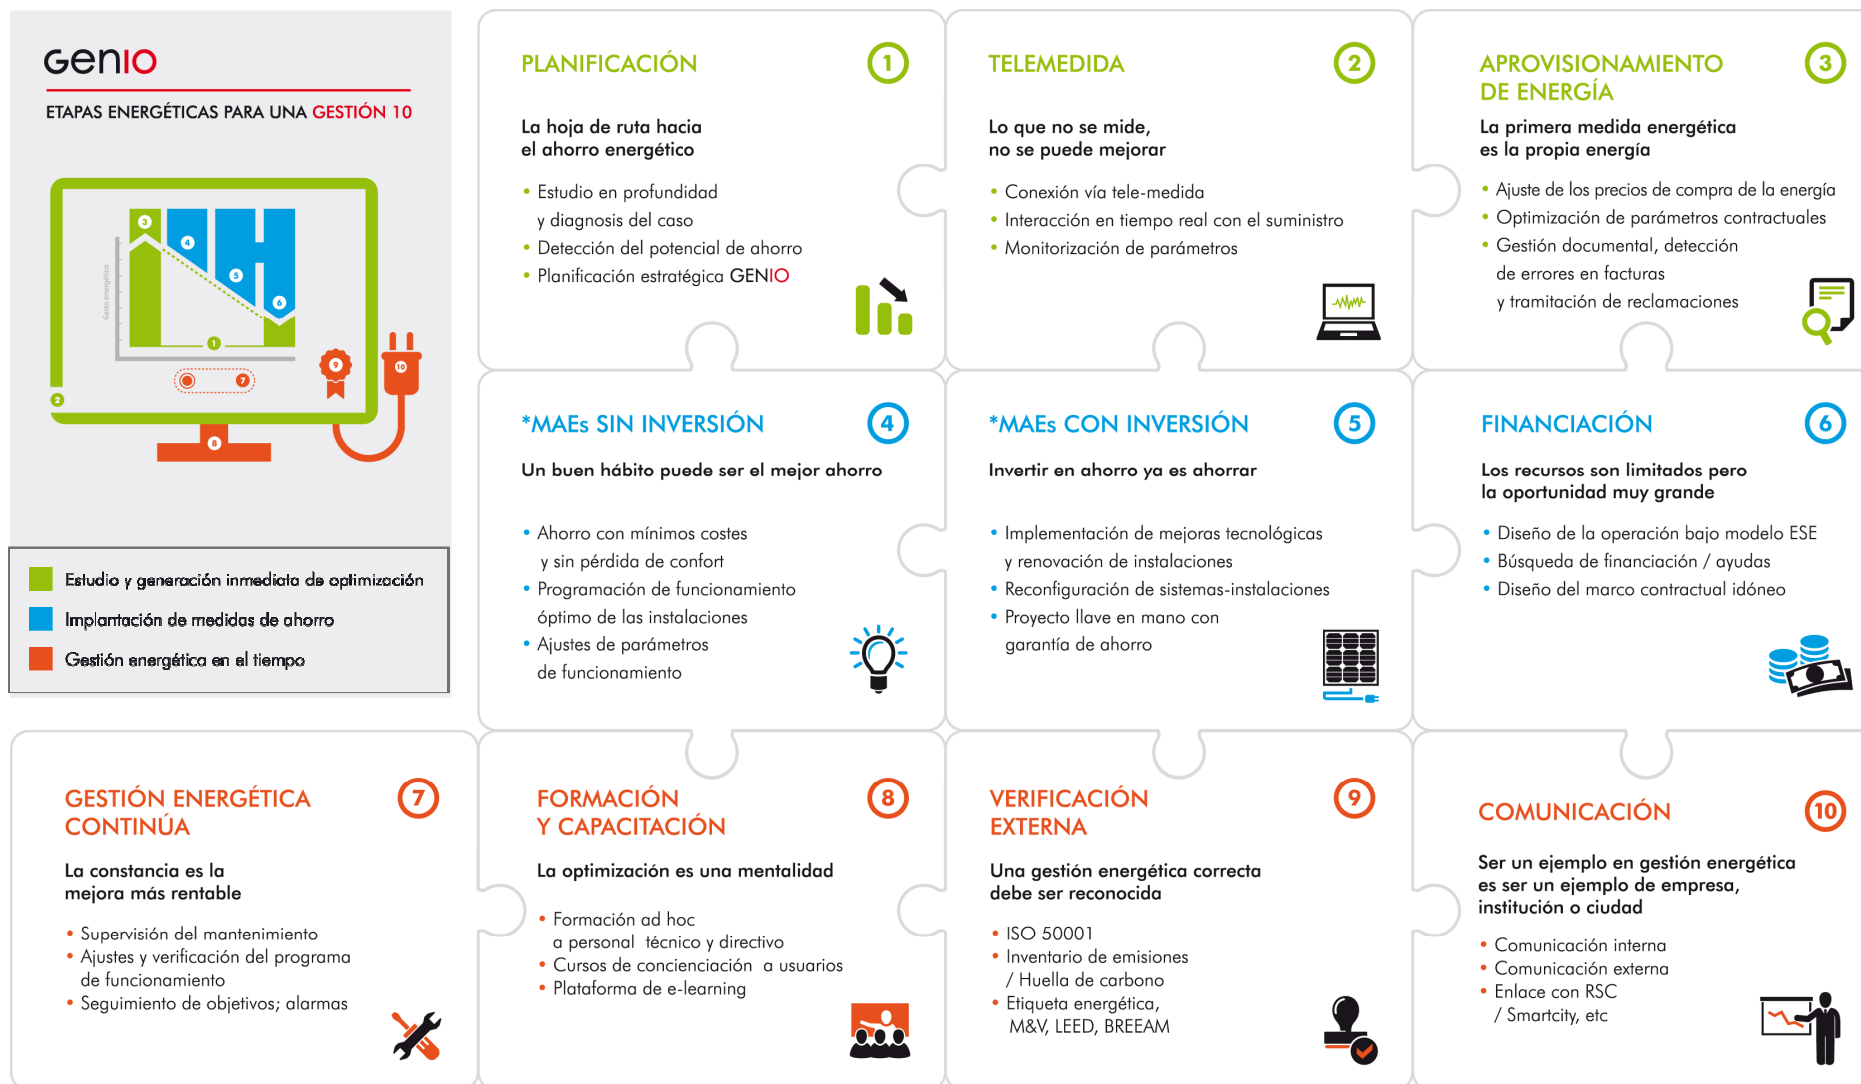 GENIO
ETAPAS ENERGÉTICAS PARA UNA GESTIÓN 10
Gasto energético
3
4
5
6
1
7
9
10
2
8
Estudio y generación inmediata de optimización
Implantación de medidas de ahorro
Gestión energética en el tiempo
PLANIFICACIÓN
1
La hoja de ruta hacia
el ahorro energético
• Estudio en profundidad
y diagnosis del caso
• Detección del potencial de ahorro
• Planificación estratégica GENIO
TELEMEDIDA
2
Lo que no se mide,
no se puede mejorar
• Conexión vía tele-medida
• Interacción en tiempo real con el suministro
• Monitorización de parámetros
APROVISIONAMIENTO
DE ENERGÍA
3
La primera medida energética
es la propia energía
• Ajuste de los precios de compra de la energía
• Optimización de parámetros contractuales
• Gestión documental, detección
de errores en facturas
y tramitación de reclamaciones
*MAEs SIN INVERSIÓN
4
Un buen hábito puede ser el mejor ahorro
• Ahorro con mínimos costes
y sin pérdida de confort
• Programación de funcionamiento
óptimo de las instalaciones
• Ajustes de parámetros
de funcionamiento
*MAEs CON INVERSIÓN
5
Invertir en ahorro ya es ahorrar
• Implementación de mejoras tecnológicas
y renovación de instalaciones
• Reconfiguración de sistemas-instalaciones
• Proyecto llave en mano con
garantía de ahorro
FINANCIACIÓN
6
Los recursos son limitados pero
la oportunidad muy grande
• Diseño de la operación bajo modelo ESE
• Búsqueda de financiación / ayudas
• Diseño del marco contractual idóneo
GESTIÓN ENERGÉTICA
CONTINÚA
7
La constancia es la
mejora más rentable
• Supervisión del mantenimiento
• Ajustes y verificación del programa
de funcionamiento
• Seguimiento de objetivos; alarmas
FORMACIÓN
Y CAPACITACIÓN
8
La optimización es una mentalidad
• Formación ad hoc
a personal técnico y directivo
• Cursos de concienciación a usuarios
• Plataforma de e-learning
VERIFICACIÓN
EXTERNA
9
Una gestión energética correcta
debe ser reconocida
• ISO 50001
• Inventario de emisiones
/ Huella de carbono
• Etiqueta energética,
M&V, LEED, BREEAM
COMUNICACIÓN
10
Ser un ejemplo en gestión energética
es ser un ejemplo de empresa,
institución o ciudad
• Comunicación interna
• Comunicación externa
• Enlace con RSC
/ Smartcity, etc